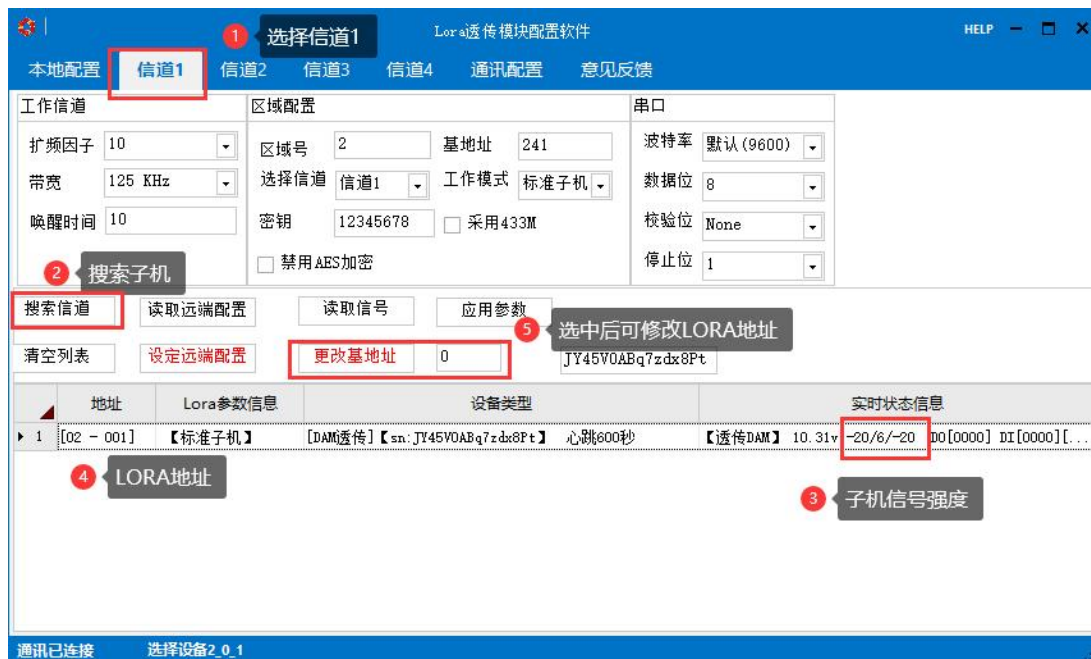 1 选择信道1
Lora透传模块配置软件
HELP
本地配置 信道1 信道2 信道3 信道4 通讯配置 意见反馈
工作信道 区域配置 串口
扩频因子 10 区域号 2 基地址 241 波特率 默认(9600)
带宽 125 KHz 选择信道 信道1 工作模式 标准子机 数据位 8
唤醒时间 10 密钥 12345678 采用433M 校验位 None
禁用AES加密 停止位 1
2 搜索子机
搜索信道 读取远端配置 读取信号 应用参数
5 选中后可修改LORA地址
清空列表 设定远端配置 更改基地址 0 JY45V0ABq7zdx8Pt
地址 Lora参数信息 设备类型 实时状态信息
1 [02 - 001] 【标准子机】 [DAM透传]【sn:JY45V0ABq7zdx8Pt】 心跳600秒 【透传DAM】 10.31v -20/6/-20 DO[0000] DI[0000][...
4 LORA地址
3 子机信号强度
通讯已连接 选择设备2_0_1